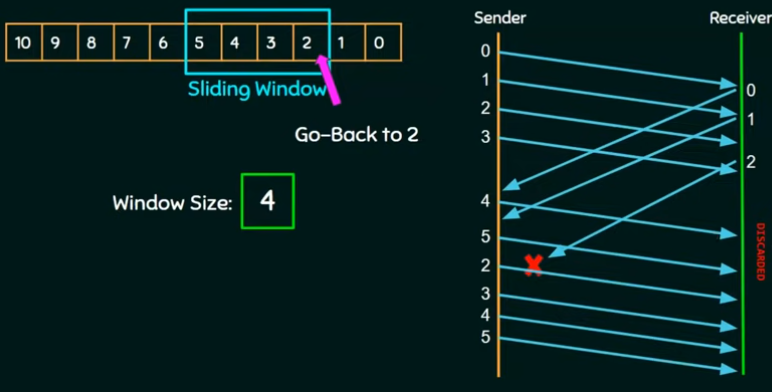 10 9 8 7 6 5 4 3 2 1 0
Sliding Window
Go-Back to 2
Window Size: 4
Sender Receiver
0
1
2
3
4
5
2
3
4
5
0
1
2
DISCARDED